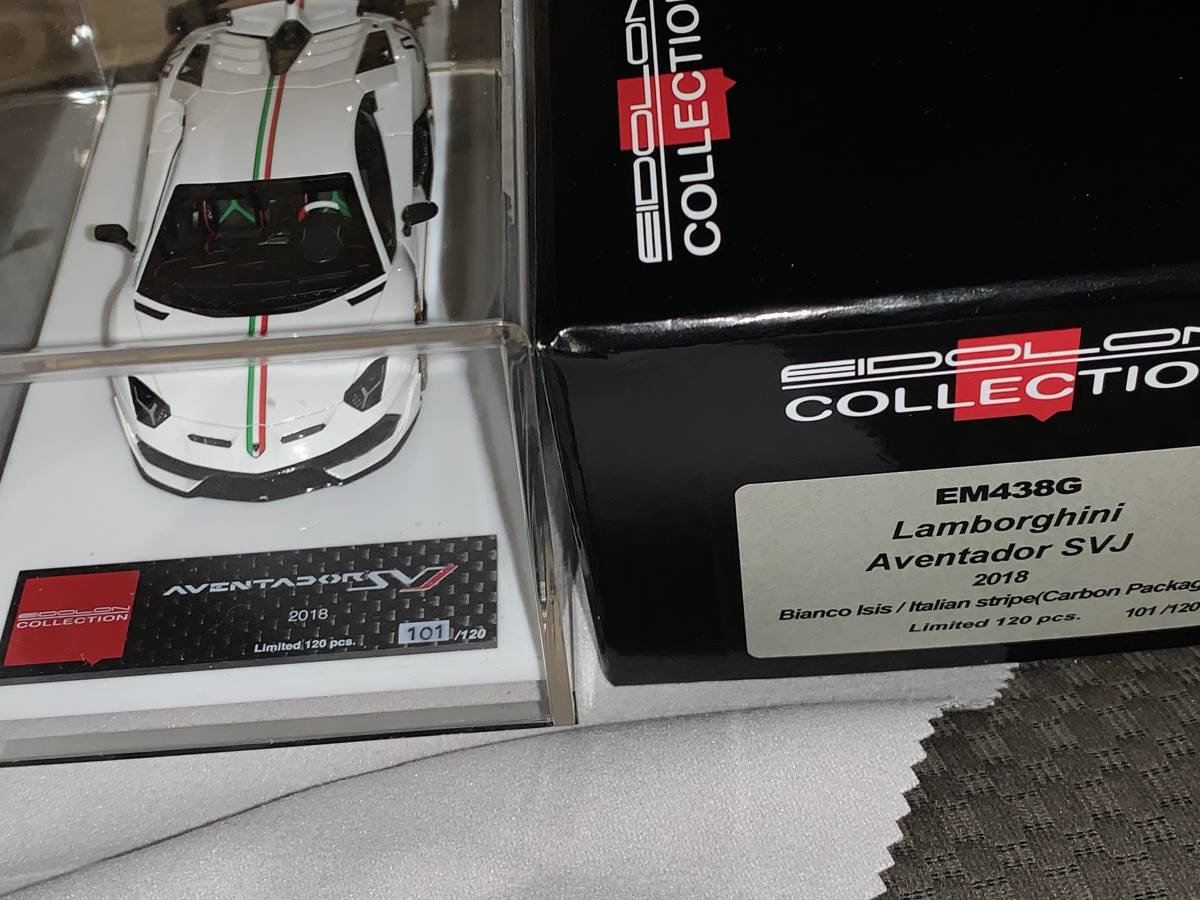 EIDOLON
COLLECTION
AVENTADOR SVJ
2018
Limited 120 pcs. 101 /120
EIDOLON
COLLECTIO
EIDOLON
COLLECTIO
EM438G
Lamborghini
Aventador SVJ
2018
Bianco Isis / Italian stripe(Carbon Packag
Limited 120 pcs. 101 /120